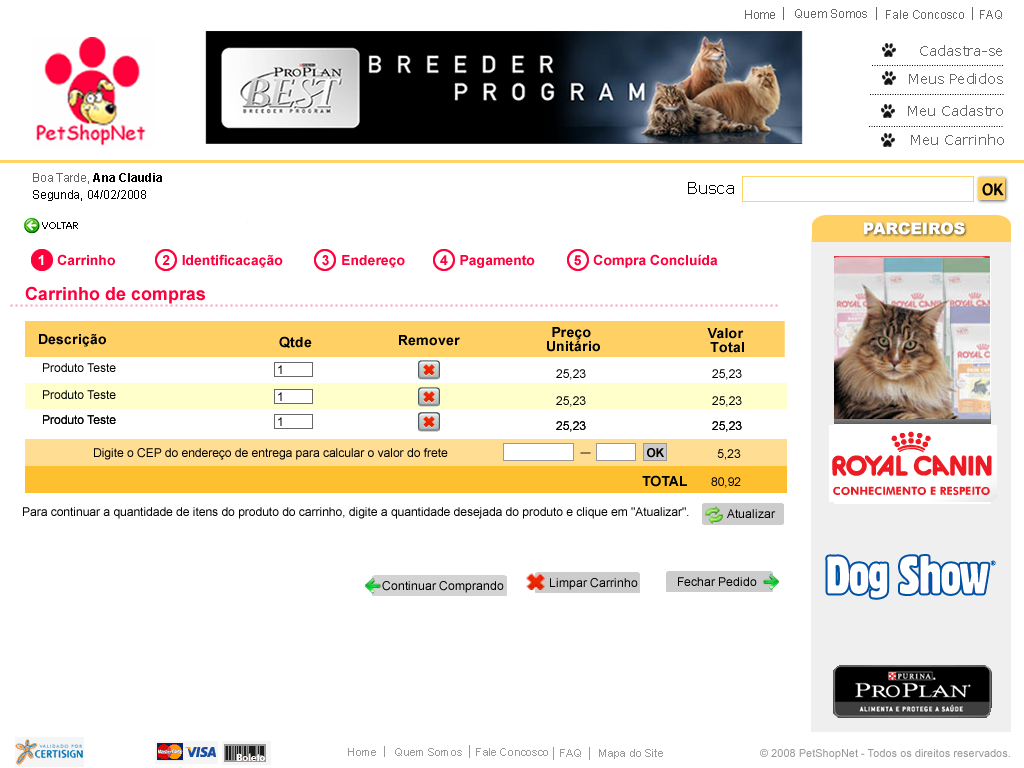 Home | Quem Somos | Fale Concosco | FAQ
PetShopNet
PRO PLAN
BEST
BREEDER PROGRAM
BREEDER
PROGRAM
Cadastra-se
Meus Pedidos
Meu Cadastro
Meu Carrinho
Boa Tarde, Ana Claudia
Segunda, 04/02/2008
Busca OK
VOLTAR
1 Carrinho 2 Identificacação 3 Endereço 4 Pagamento 5 Compra Concluída
Carrinho de compras
Descrição Qtde Remover Preço Unitário Valor Total
Produto Teste 1 25,23 25,23
Produto Teste 1 25,23 25,23
Produto Teste 1 25,23 25,23
Digite o CEP do endereço de entrega para calcular o valor do frete — OK 5,23
TOTAL 80,92
Para continuar a quantidade de itens do produto do carrinho, digite a quantidade desejada do produto e clique em "Atualizar". Atualizar
Continuar Comprando Limpar Carrinho Fechar Pedido
PARCEIROS
ROYAL CANIN
CONHECIMENTO E RESPEITO
Dog Show®
PURINA
PRO PLAN
ALIMENTA E PROTEGE A SAÚDE
VALIDADO POR
CERTISIGN
MasterCard VISA Boleto
Home | Quem Somos | Fale Concosco | FAQ | Mapa do Site
© 2008 PetShopNet - Todos os direitos reservados.